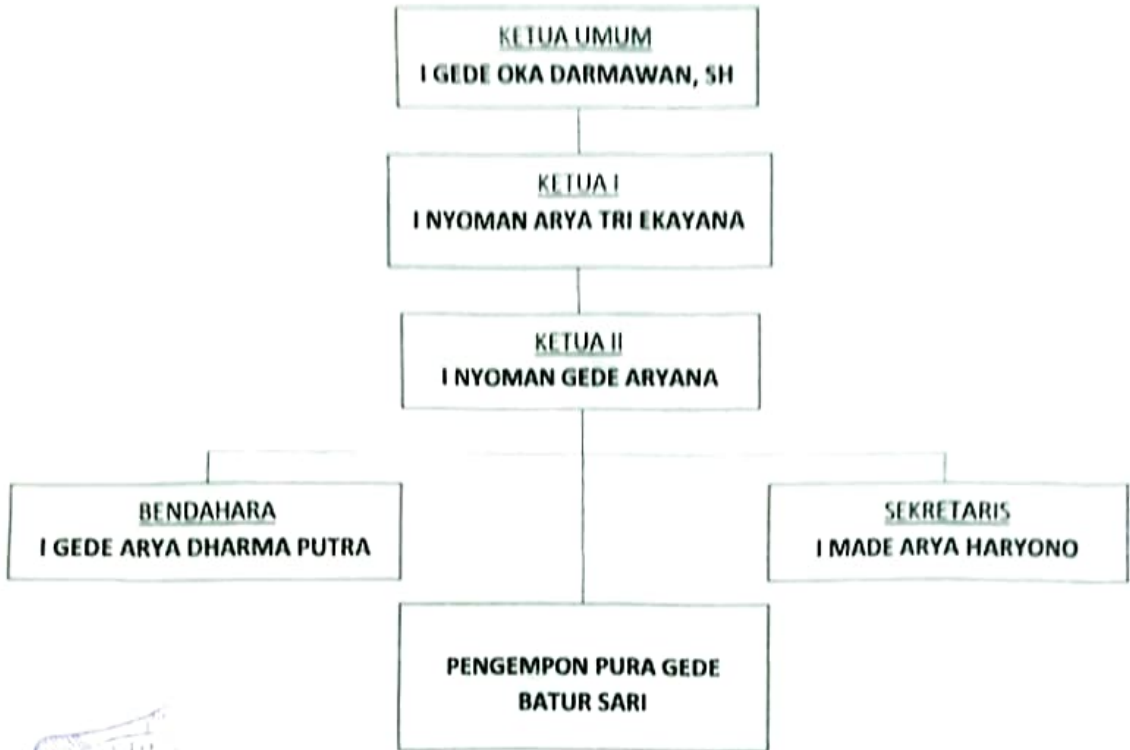 KETUA UMUM
I GEDE OKA DARMAWAN, SH
KETUA I
I NYOMAN ARYA TRI EKAYANA
KETUA II
I NYOMAN GEDE ARYANA
BENDAHARA
I GEDE ARYA DHARMA PUTRA
SEKRETARIS
I MADE ARYA HARYONO
PENGEMPON PURA GEDE
BATUR SARI